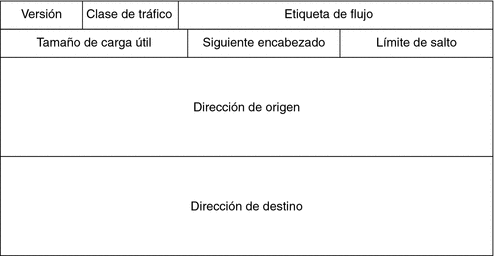 Versión Clase de tráfico Etiqueta de flujo
Tamaño de carga útil Siguiente encabezado Límite de salto
Dirección de origen
Dirección de destino